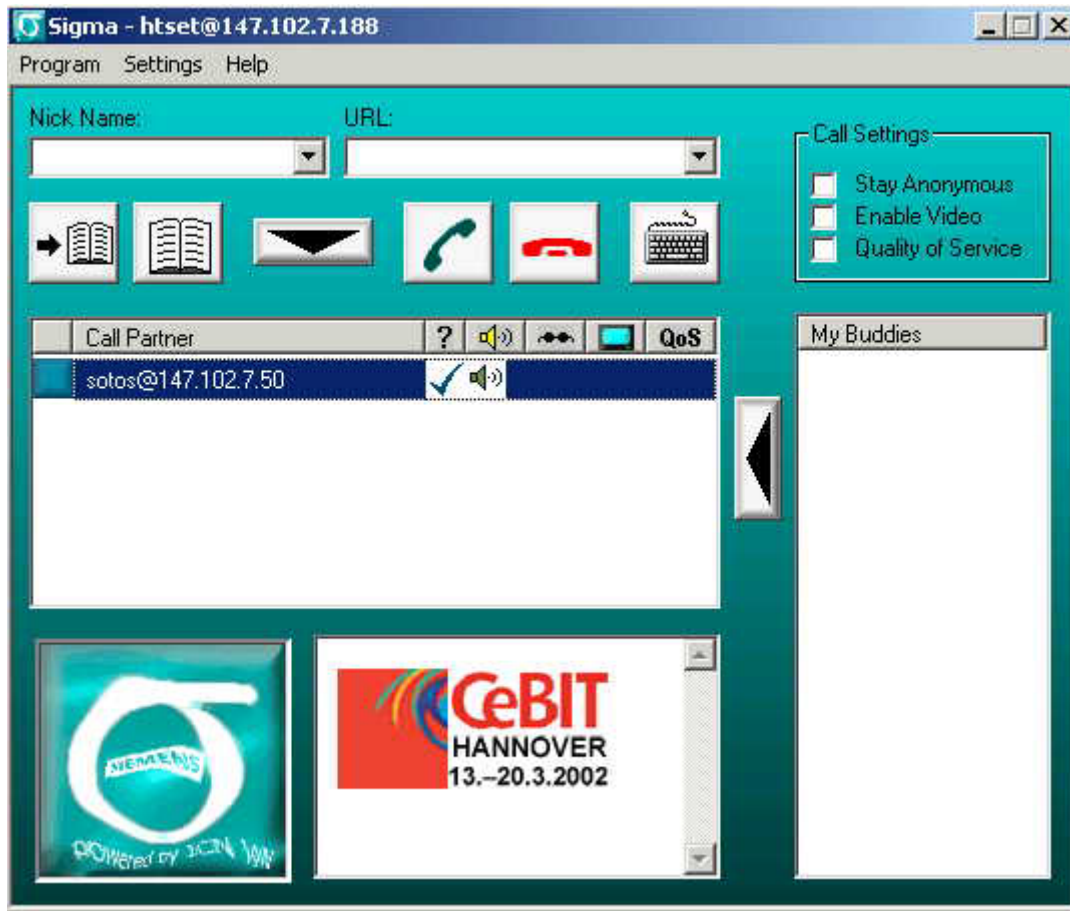 Sigma - htset@147.102.7.188
Program Settings Help
Nick Name: URL:
Call Settings
Stay Anonymous
Enable Video
Quality of Service
Call Partner ? QoS
My Buddies
sotos@147.102.7.50
SIEMENS
powered by
CeBIT
HANNOVER
13.–20.3.2002